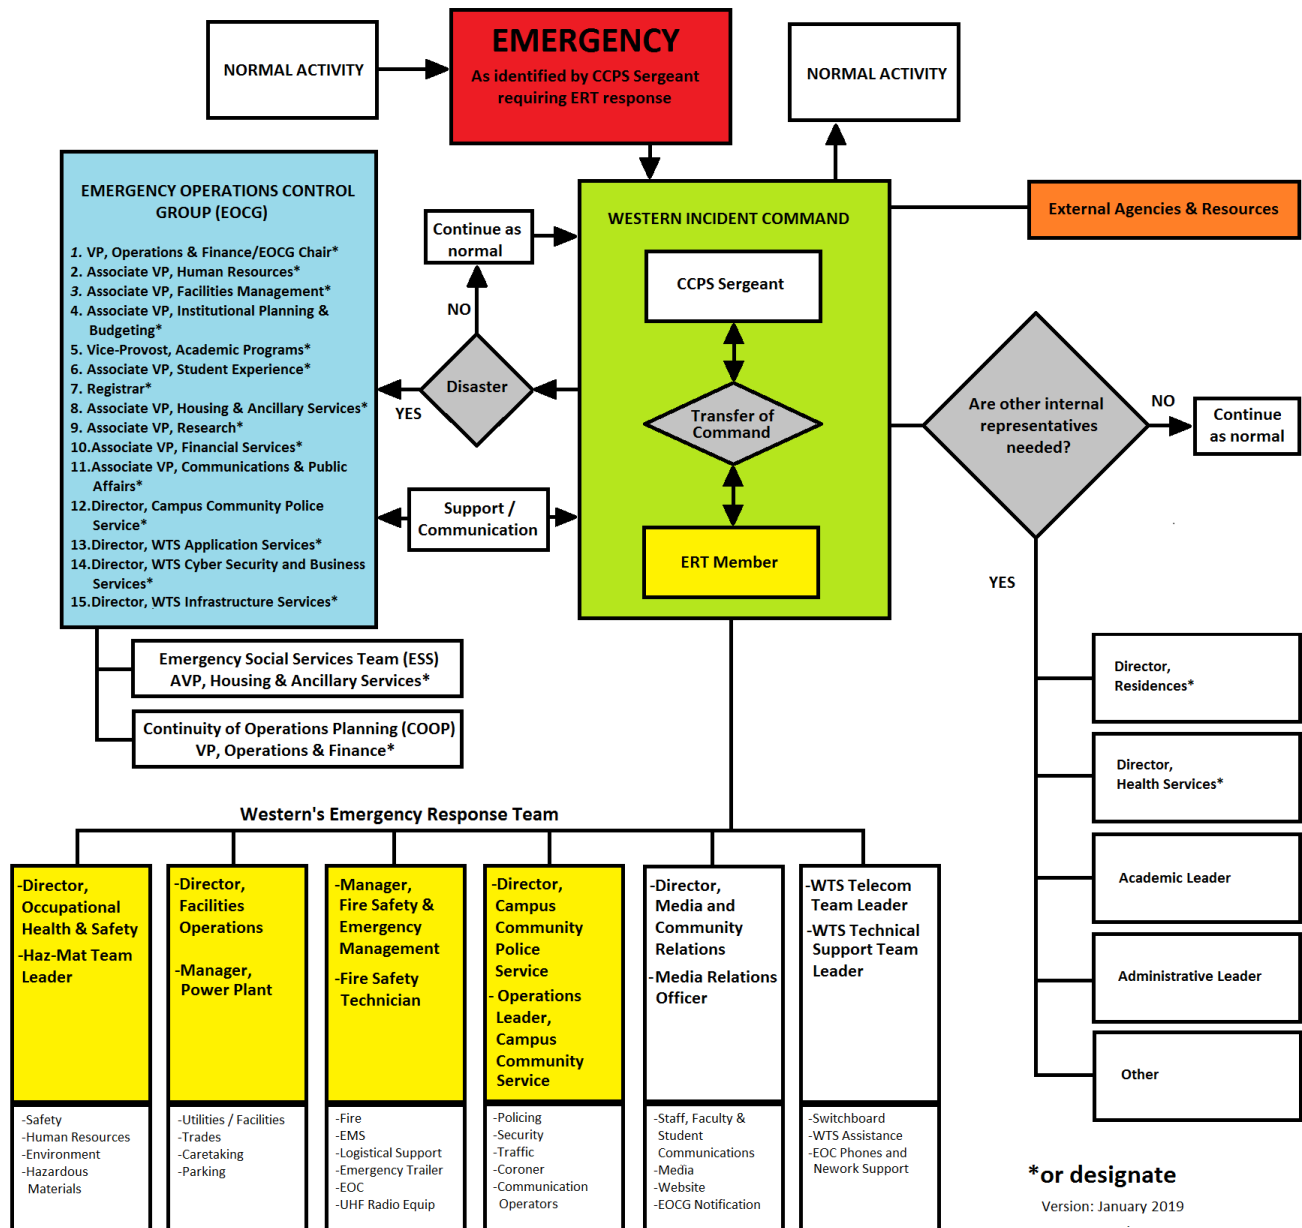 NORMAL ACTIVITY
EMERGENCY
As identified by CCPS Sergeant
requiring ERT response
NORMAL ACTIVITY
EMERGENCY OPERATIONS CONTROL
GROUP (EOCG)
1. VP, Operations & Finance/EOCG Chair*
2. Associate VP, Human Resources*
3. Associate VP, Facilities Management*
4. Associate VP, Institutional Planning &
Budgeting*
5. Vice-Provost, Academic Programs*
6. Associate VP, Student Experience*
7. Registrar*
8. Associate VP, Housing & Ancillary Services*
9. Associate VP, Research*
10.Associate VP, Financial Services*
11.Associate VP, Communications & Public
Affairs*
12.Director, Campus Community Police
Service*
13.Director, WTS Application Services*
14.Director, WTS Cyber Security and Business
Services*
15.Director, WTS Infrastructure Services*
Emergency Social Services Team (ESS)
AVP, Housing & Ancillary Services*
Continuity of Operations Planning (COOP)
VP, Operations & Finance*
Continue as
normal
NO
Disaster
YES
Support /
Communication
WESTERN INCIDENT COMMAND
CCPS Sergeant
Transfer of
Command
ERT Member
External Agencies & Resources
Are other internal
representatives
needed?
NO
Continue
as normal
YES
Director,
Residences*
Director,
Health Services*
Academic Leader
Administrative Leader
Other
Western's Emergency Response Team
-Director,
Occupational
Health & Safety
-Haz-Mat Team
Leader
-Safety
-Human Resources
-Environment
-Hazardous
Materials
-Director,
Facilities
Operations
-Manager,
Power Plant
-Utilities / Facilities
-Trades
-Caretaking
-Parking
-Manager,
Fire Safety &
Emergency
Management
-Fire Safety
Technician
-Fire
-EMS
-Logistical Support
-Emergency Trailer
-EOC
-UHF Radio Equip
-Director,
Campus
Community
Police
Service
- Operations
Leader,
Campus
Community
Service
-Policing
-Security
-Traffic
-Coroner
-Communication
Operators
-Director,
Media and
Community
Relations
-Media Relations
Officer
-Staff, Faculty &
Student
Communications
-Media
-Website
-EOCG Notification
-WTS Telecom
Team Leader
-WTS Technical
Support Team
Leader
-Switchboard
-WTS Assistance
-EOC Phones and
Nework Support
*or designate
Version: January 2019